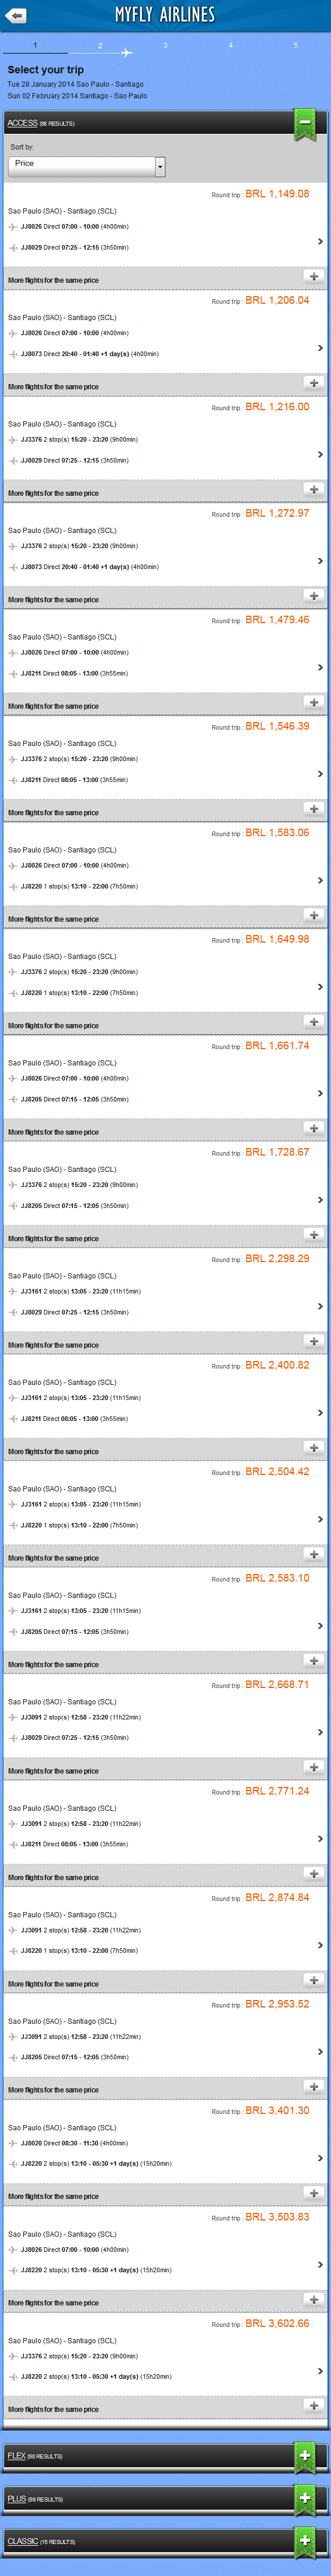 MYFLY AIRLINES
1 2 3 4 5
Select your trip
Tue 28 January 2014 Sao Paulo - Santiago
Sun 02 February 2014 Santiago - Sao Paulo
ACCESS (98 RESULTS)
Sort by:
Price
Round trip : BRL 1,149.08
Sao Paulo (SAO) - Santiago (SCL)
JJ8026 Direct 07:00 - 10:00 (4h00min)
JJ8029 Direct 07:25 - 12:15 (3h50min)
More flights for the same price
Round trip : BRL 1,206.04
Sao Paulo (SAO) - Santiago (SCL)
JJ8026 Direct 07:00 - 10:00 (4h00min)
JJ8073 Direct 20:40 - 01:40 +1 day(s) (4h00min)
More flights for the same price
Round trip : BRL 1,216.00
Sao Paulo (SAO) - Santiago (SCL)
JJ3376 2 stop(s) 15:20 - 23:20 (9h00min)
JJ8029 Direct 07:25 - 12:15 (3h50min)
More flights for the same price
Round trip : BRL 1,272.97
Sao Paulo (SAO) - Santiago (SCL)
JJ3376 2 stop(s) 15:20 - 23:20 (9h00min)
JJ8073 Direct 20:40 - 01:40 +1 day(s) (4h00min)
More flights for the same price
Round trip : BRL 1,479.46
Sao Paulo (SAO) - Santiago (SCL)
JJ8026 Direct 07:00 - 10:00 (4h00min)
JJ8211 Direct 08:05 - 13:00 (3h55min)
More flights for the same price
Round trip : BRL 1,546.39
Sao Paulo (SAO) - Santiago (SCL)
JJ3376 2 stop(s) 15:20 - 23:20 (9h00min)
JJ8211 Direct 08:05 - 13:00 (3h55min)
More flights for the same price
Round trip : BRL 1,583.06
Sao Paulo (SAO) - Santiago (SCL)
JJ8026 Direct 07:00 - 10:00 (4h00min)
JJ8220 1 stop(s) 13:10 - 22:00 (7h50min)
More flights for the same price
Round trip : BRL 1,649.98
Sao Paulo (SAO) - Santiago (SCL)
JJ3376 2 stop(s) 15:20 - 23:20 (9h00min)
JJ8220 1 stop(s) 13:10 - 22:00 (7h50min)
More flights for the same price
Round trip : BRL 1,661.74
Sao Paulo (SAO) - Santiago (SCL)
JJ8026 Direct 07:00 - 10:00 (4h00min)
JJ8205 Direct 07:15 - 12:05 (3h50min)
More flights for the same price
Round trip : BRL 1,728.67
Sao Paulo (SAO) - Santiago (SCL)
JJ3376 2 stop(s) 15:20 - 23:20 (9h00min)
JJ8205 Direct 07:15 - 12:05 (3h50min)
More flights for the same price
Round trip : BRL 2,298.29
Sao Paulo (SAO) - Santiago (SCL)
JJ3161 2 stop(s) 13:05 - 23:20 (11h15min)
JJ8029 Direct 07:25 - 12:15 (3h50min)
More flights for the same price
Round trip : BRL 2,400.82
Sao Paulo (SAO) - Santiago (SCL)
JJ3161 2 stop(s) 13:05 - 23:20 (11h15min)
JJ8211 Direct 08:05 - 13:00 (3h55min)
More flights for the same price
Round trip : BRL 2,504.42
Sao Paulo (SAO) - Santiago (SCL)
JJ3161 2 stop(s) 13:05 - 23:20 (11h15min)
JJ8220 1 stop(s) 13:10 - 22:00 (7h50min)
More flights for the same price
Round trip : BRL 2,583.10
Sao Paulo (SAO) - Santiago (SCL)
JJ3161 2 stop(s) 13:05 - 23:20 (11h15min)
JJ8205 Direct 07:15 - 12:05 (3h50min)
More flights for the same price
Round trip : BRL 2,668.71
Sao Paulo (SAO) - Santiago (SCL)
JJ3091 2 stop(s) 12:58 - 23:20 (11h22min)
JJ8029 Direct 07:25 - 12:15 (3h50min)
More flights for the same price
Round trip : BRL 2,771.24
Sao Paulo (SAO) - Santiago (SCL)
JJ3091 2 stop(s) 12:58 - 23:20 (11h22min)
JJ8211 Direct 08:05 - 13:00 (3h55min)
More flights for the same price
Round trip : BRL 2,874.84
Sao Paulo (SAO) - Santiago (SCL)
JJ3091 2 stop(s) 12:58 - 23:20 (11h22min)
JJ8220 1 stop(s) 13:10 - 22:00 (7h50min)
More flights for the same price
Round trip : BRL 2,953.52
Sao Paulo (SAO) - Santiago (SCL)
JJ3091 2 stop(s) 12:58 - 23:20 (11h22min)
JJ8205 Direct 07:15 - 12:05 (3h50min)
More flights for the same price
Round trip : BRL 3,401.30
Sao Paulo (SAO) - Santiago (SCL)
JJ8020 Direct 08:30 - 11:30 (4h00min)
JJ8220 2 stop(s) 13:10 - 05:30 +1 day(s) (15h20min)
More flights for the same price
Round trip : BRL 3,503.83
Sao Paulo (SAO) - Santiago (SCL)
JJ8026 Direct 07:00 - 10:00 (4h00min)
JJ8220 2 stop(s) 13:10 - 05:30 +1 day(s) (15h20min)
More flights for the same price
Round trip : BRL 3,602.66
Sao Paulo (SAO) - Santiago (SCL)
JJ3376 2 stop(s) 15:20 - 23:20 (9h00min)
JJ8220 2 stop(s) 13:10 - 05:30 +1 day(s) (15h20min)
More flights for the same price
FLEX (98 RESULTS)
PLUS (98 RESULTS)
CLASSIC (15 RESULTS)